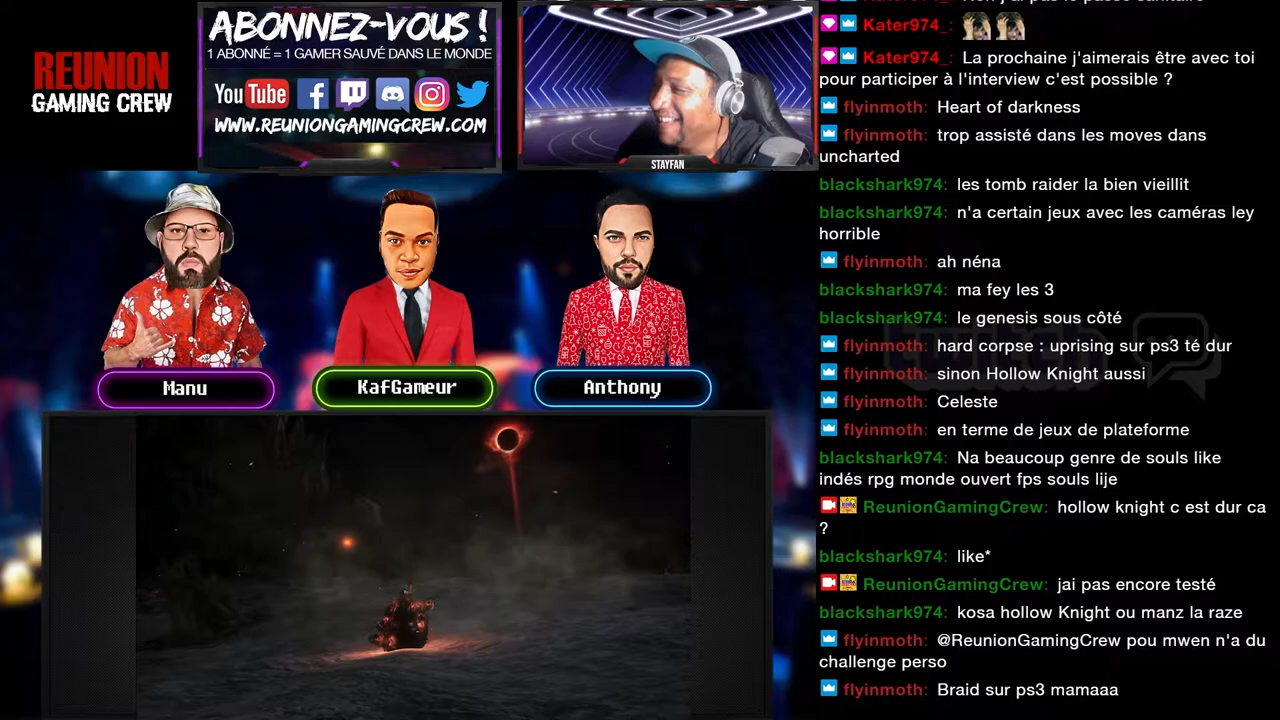 REUNION
GAMING CREW
ABONNEZ-VOUS !
1 ABONNÉ = 1 GAMER SAUVÉ DANS LE MONDE
YouTube
WWW.REUNIONGAMINGCREW.COM
STAYFAN
Manu
KafGameur
Anthony
Kater974_:
Kater974_: La prochaine j'aimerais être avec toi
pour participer à l'interview c'est possible ?
flyinmoth: Heart of darkness
flyinmoth: trop assisté dans les moves dans
uncharted
blackshark974: les tomb raider la bien vieillit
blackshark974: n'a certain jeux avec les caméras ley
horrible
flyinmoth: ah néna
blackshark974: ma fey les 3
blackshark974: le genesis sous côté
flyinmoth: hard corpse : uprising sur ps3 té dur
flyinmoth: sinon Hollow Knight aussi
flyinmoth: Celeste
flyinmoth: en terme de jeux de plateforme
blackshark974: Na beaucoup genre de souls like
indés rpg monde ouvert fps souls lije
ReunionGamingCrew: hollow knight c est dur ca
?
blackshark974: like*
ReunionGamingCrew: jai pas encore testé
blackshark974: kosa hollow Knight ou manz la raze
flyinmoth: @ReunionGamingCrew pou mwen n'a du
challenge perso
flyinmoth: Braid sur ps3 mamaaa